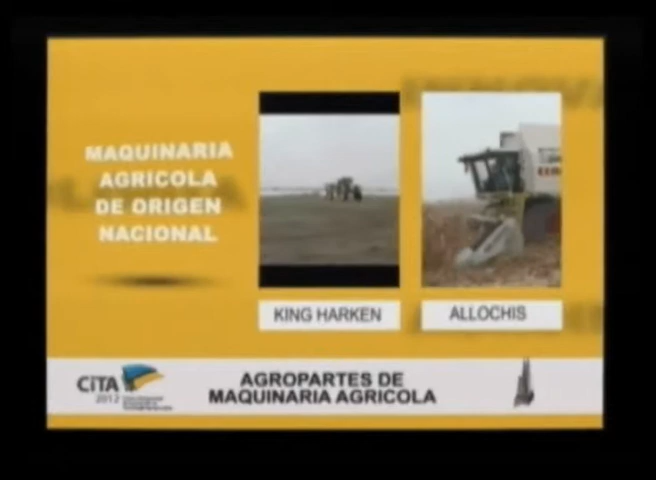 MAQUINARIA
AGRICOLA
DE ORIGEN
NACIONAL
KING HARKEN
ALLOCHIS
CiTA
2012
AGROPARTES DE
MAQUINARIA AGRICOLA